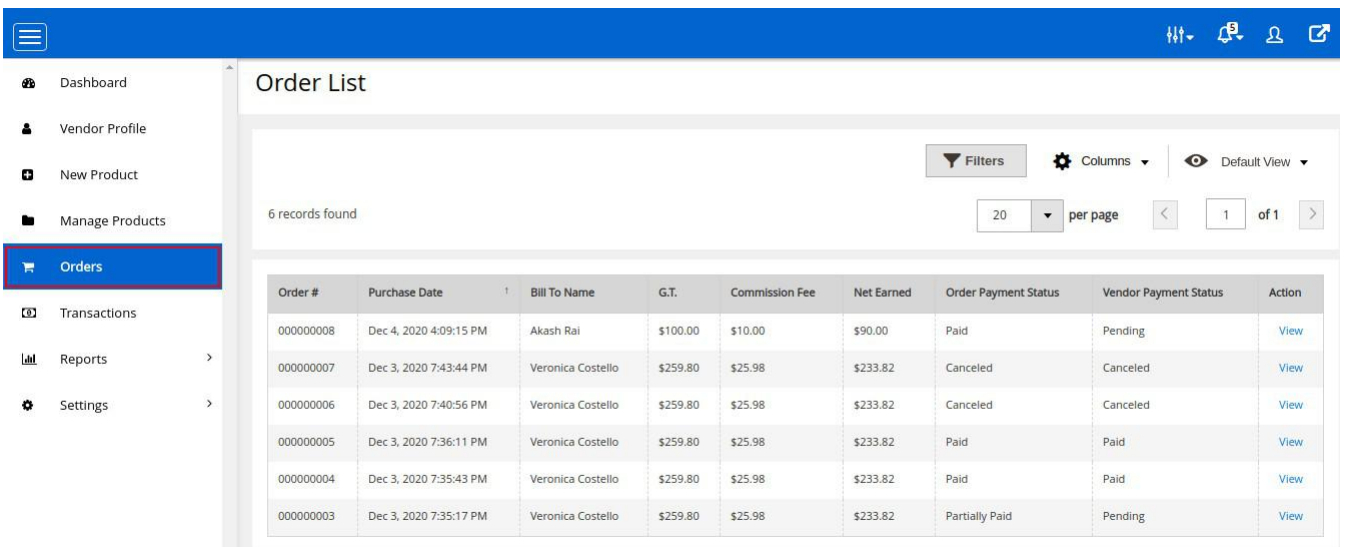 5
Dashboard
Vendor Profile
New Product
Manage Products
Orders
Transactions
Reports
Settings
Order List
Filters Columns Default View
6 records found 20 per page 1 of 1
Order # Purchase Date ↑ Bill To Name G.T. Commission Fee Net Earned Order Payment Status Vendor Payment Status Action
000000008 Dec 4, 2020 4:09:15 PM Akash Rai $100.00 $10.00 $90.00 Paid Pending View
000000007 Dec 3, 2020 7:43:44 PM Veronica Costello $259.80 $25.98 $233.82 Canceled Canceled View
000000006 Dec 3, 2020 7:40:56 PM Veronica Costello $259.80 $25.98 $233.82 Canceled Canceled View
000000005 Dec 3, 2020 7:36:11 PM Veronica Costello $259.80 $25.98 $233.82 Paid Paid View
000000004 Dec 3, 2020 7:35:43 PM Veronica Costello $259.80 $25.98 $233.82 Paid Paid View
000000003 Dec 3, 2020 7:35:17 PM Veronica Costello $259.80 $25.98 $233.82 Partially Paid Pending View